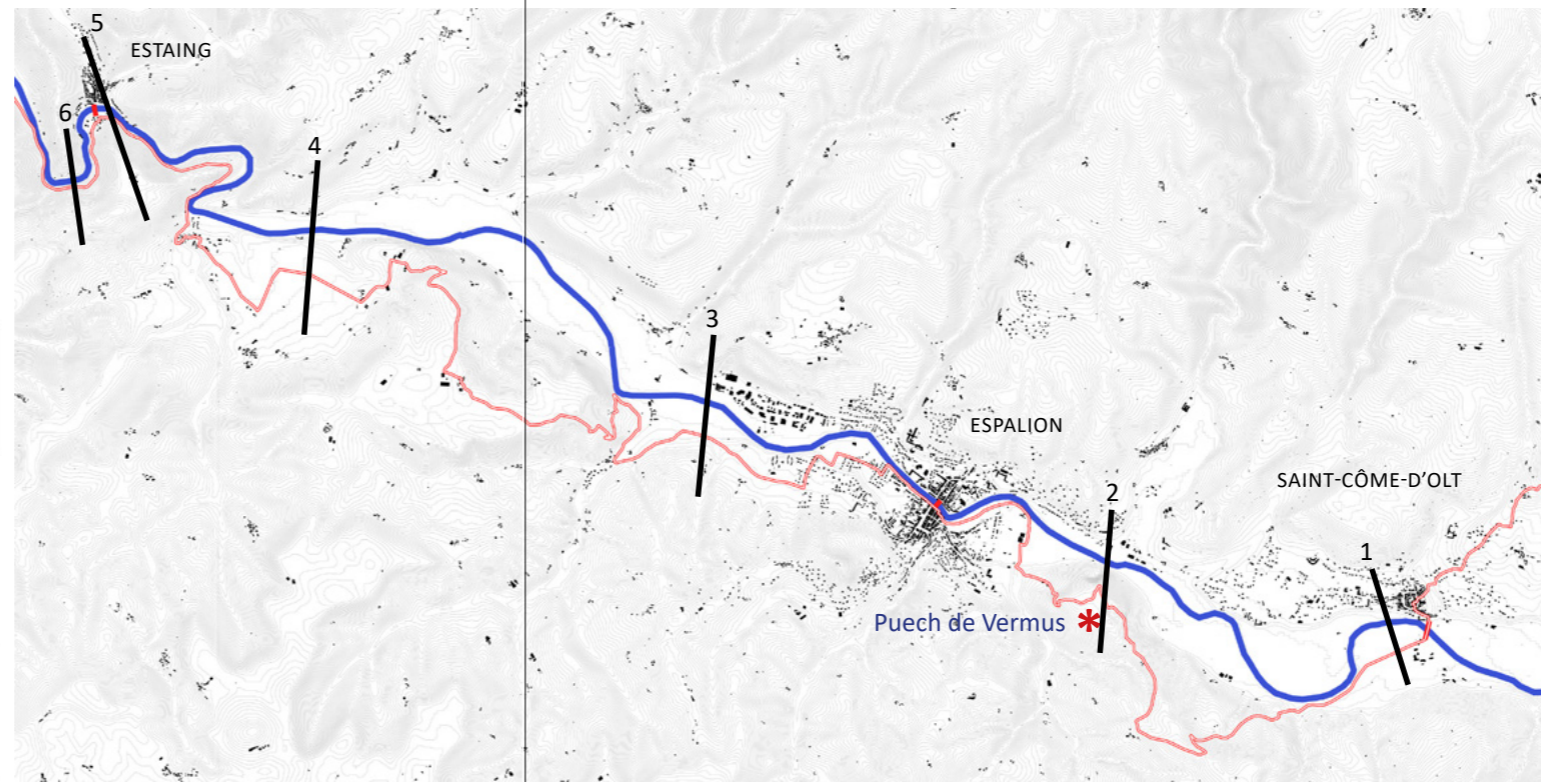 5
ESTAING
6
4
3
ESPALION
2
SAINT-CÔME-D'OLT
1
Puech de Vermus *